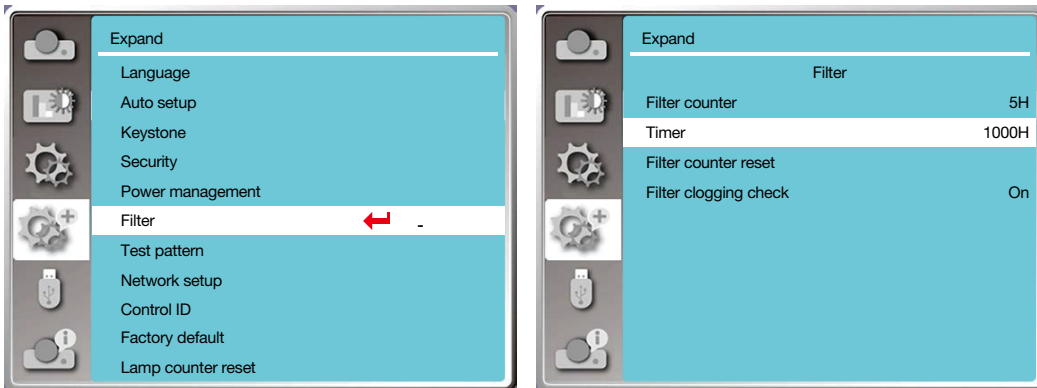 Expand
Language
Auto setup
Keystone
Security
Power management
Filter -
Test pattern
Network setup
Control ID
Factory default
Lamp counter reset
Expand
Filter
Filter counter 5H
Timer 1000H
Filter counter reset
Filter clogging check On